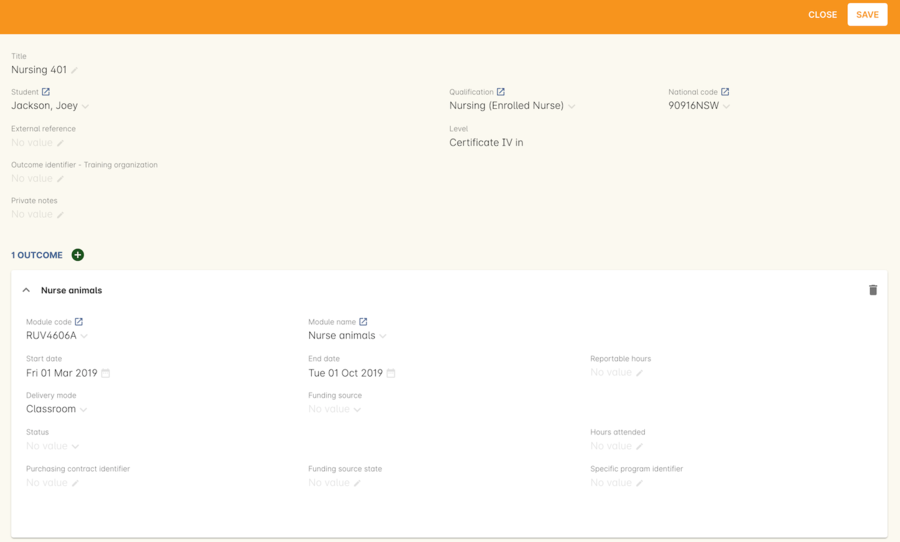 CLOSE SAVE
Title
Nursing 401
Student Qualification National code
Jackson, Joey Nursing (Enrolled Nurse) 90916NSW
External reference Level
No value Certificate IV in
Outcome identifier - Training organization
No value
Private notes
No value
1 OUTCOME
Nurse animals
Module code Module name
RUV4606A Nurse animals
Start date End date Reportable hours
Fri 01 Mar 2019 Tue 01 Oct 2019 No value
Delivery mode Funding source
Classroom No value
Status Hours attended
No value No value
Purchasing contract identifier Funding source state Specific program identifier
No value No value No value